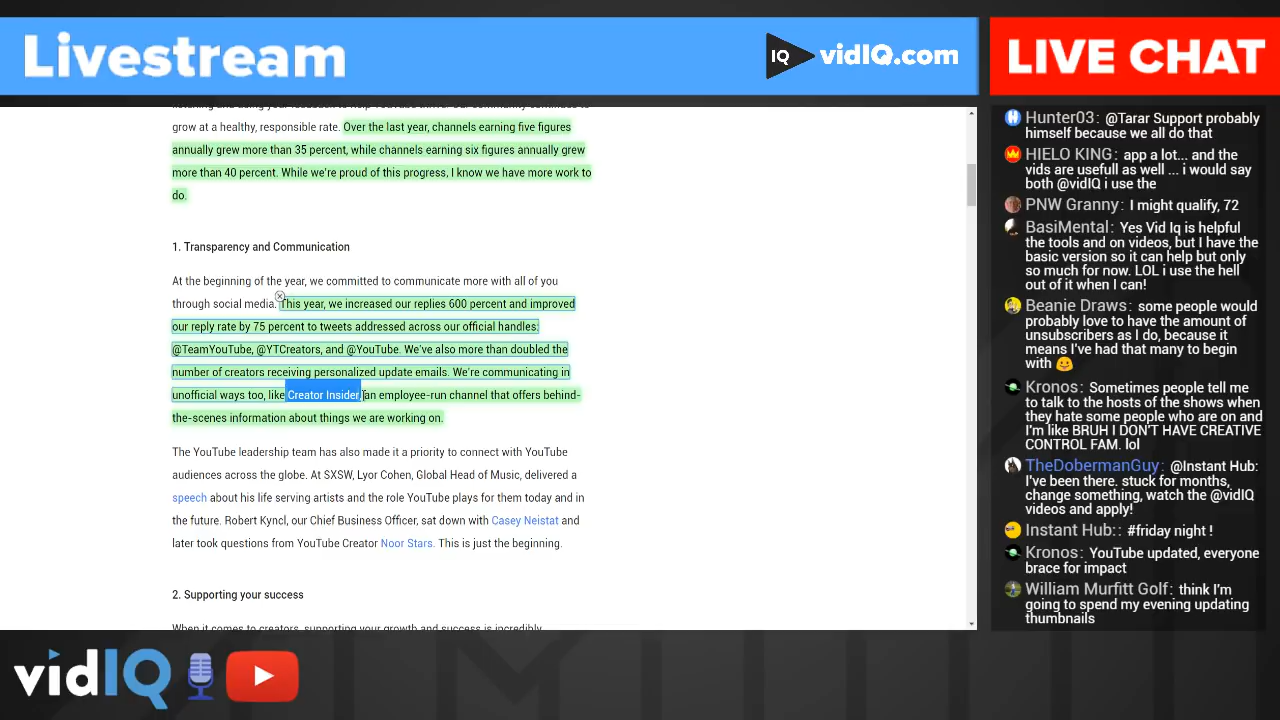 Livestream
IQ
vidIQ.com
LIVE CHAT
grow at a healthy, responsible rate. Over the last year, channels earning five figures
annually grew more than 35 percent, while channels earning six figures annually grew
more than 40 percent. While we're proud of this progress, I know we have more work to
do.
1. Transparency and Communication
At the beginning of the year, we committed to communicate more with all of you
through social media. This year, we increased our replies 600 percent and improved
our reply rate by 75 percent to tweets addressed across our official handles:
@TeamYouTube, @YTCreators, and @YouTube. We've also more than doubled the
number of creators receiving personalized update emails. We're communicating in
unofficial ways too, like Creator Insider, an employee-run channel that offers behind-
the-scenes information about things we are working on.
The YouTube leadership team has also made it a priority to connect with YouTube
audiences across the globe. At SXSW, Lyor Cohen, Global Head of Music, delivered a
speech about his life serving artists and the role YouTube plays for them today and in
the future. Robert Kyncl, our Chief Business Officer, sat down with Casey Neistat and
later took questions from YouTube Creator Noor Stars. This is just the beginning.
2. Supporting your success
When it comes to creators, supporting your growth and success is incredibly
Hunter03: @Tarar Support probably
himself because we all do that
HIELO KING: app a lot... and the
vids are usefull as well ... i would say
both @vidIQ i use the
PNW Granny: I might qualify, 72
BasiMental: Yes Vid Iq is helpful
the tools and on videos, but I have the
basic version so it can help but only
so much for now. LOL i use the hell
out of it when I can!
Beanie Draws: some people would
probably love to have the amount of
unsubscribers as I do, because it
means I've had that many to begin
with
Kronos: Sometimes people tell me
to talk to the hosts of the shows when
they hate some people who are on and
I'm like BRUH I DON'T HAVE CREATIVE
CONTROL FAM. lol
TheDobermanGuy: @Instant Hub:
I've been there. stuck for months,
change something, watch the @vidIQ
videos and apply!
Instant Hub:: #friday night !
Kronos: YouTube updated, everyone
brace for impact
William Murfitt Golf: think I'm
going to spend my evening updating
thumbnails
vidIQ